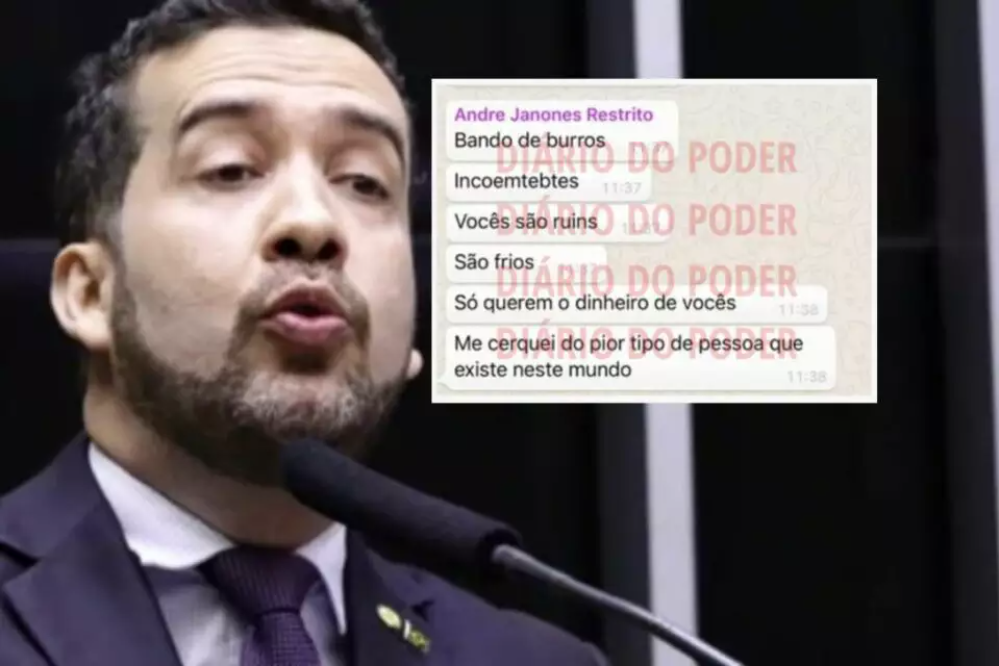 Andre Janones Restrito
Bando de burros
DIÁRIO DO PODER
Incoemtebtes 11:37
DIÁRIO DO PODER
Vocês são ruins
São frios
DIÁRIO DO PODER
Só querem o dinheiro de vocês 11:38
DIÁRIO DO PODER
Me cerquei do pior tipo de pessoa que
existe neste mundo 11:38